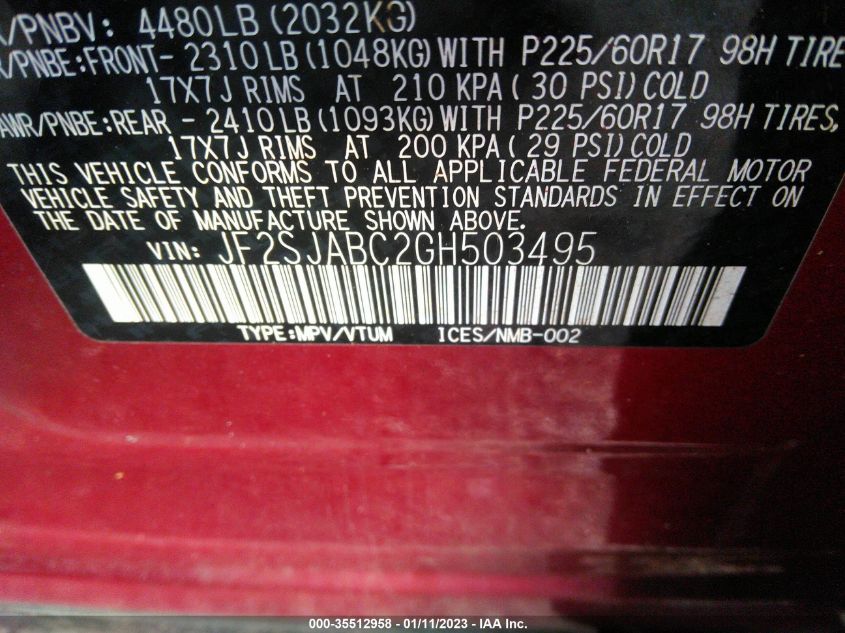 /PNBV: 4480LB (2032KG)
R/PNBE:FRONT- 2310LB(1048KG)WITH P225/60R17 98H TIRE
17X7J RIMS AT 210 KPA( 30 PSI)COLD
AWR/PNBE:REAR - 2410LB(1093KG)WITH P225/60R17 98H TIRES,
17X7J RIMS AT 200 KPA( 29 PSI)COLD
THIS VEHICLE CONFORMS TO ALL APPLICABLE FEDERAL MOTOR
VEHICLE SAFETY AND THEFT PREVENTION STANDARDS IN EFFECT ON
THE DATE OF MANUFACTURE SHOWN ABOVE.
VIN: JF2SJABC2GH503495
TYPE:MPV/VTUM ICES/NMB-002
000-35512958 - 01/11/2023 - IAA Inc.